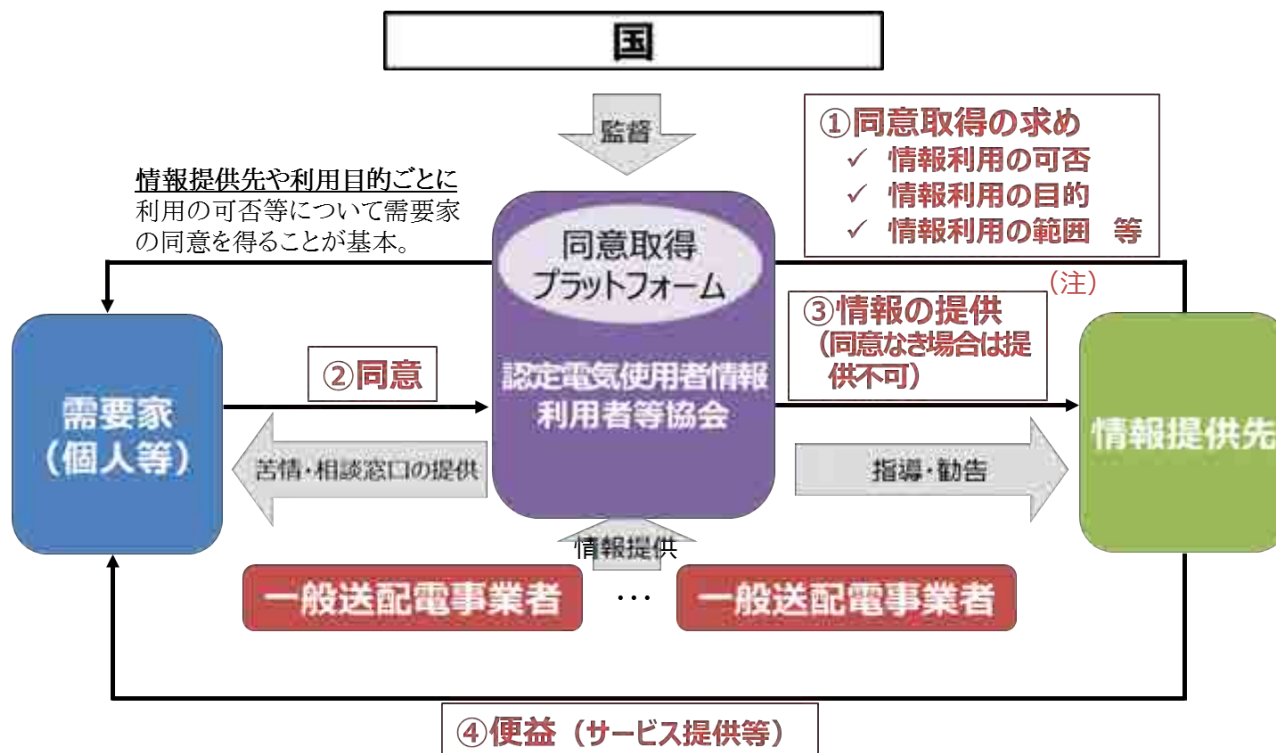 国
監督
①同意取得の求め
✓ 情報利用の可否
✓ 情報利用の目的
✓ 情報利用の範囲 等
情報提供先や利用目的ごとに
利用の可否等について需要家
の同意を得ることが基本。
同意取得
プラットフォーム
(注)
③情報の提供
(同意なき場合は提
供不可)
②同意
認定電気使用者情報
利用者等協会
需要家
(個人等)
情報提供先
苦情・相談窓口の提供
指導・勧告
情報提供
一般送配電事業者
…
一般送配電事業者
④便益 (サービス提供等)